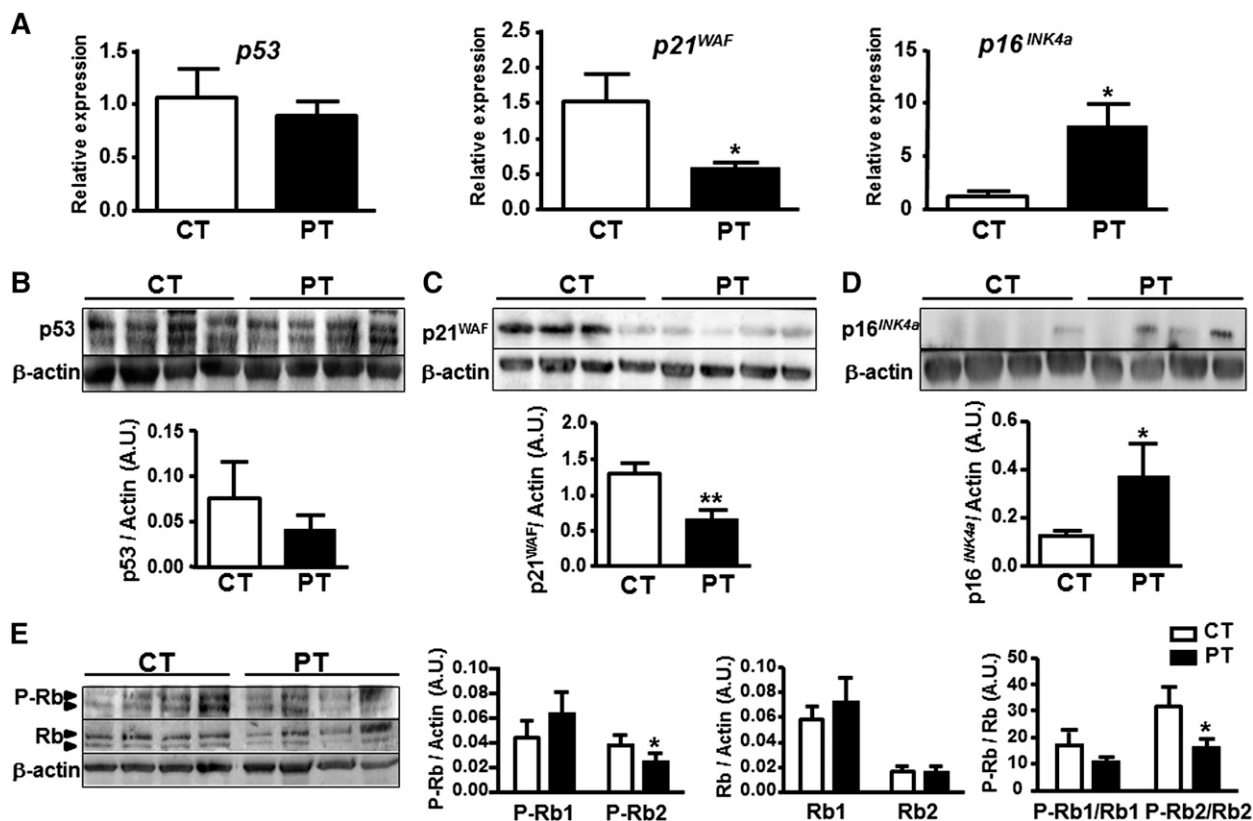 A
p53
Relative expression
1.5
1.0
0.5
0.0
CT PT
p21WAF
Relative expression
2.5
2.0
1.5
1.0
0.5
0.0
*
CT PT
p16INK4a
Relative expression
15
10
5
0
*
CT PT
B
CT PT
p53
β-actin
p53 / Actin (A.U.)
0.15
0.10
0.05
0.00
CT PT
C
CT PT
p21WAF
β-actin
p21WAF/ Actin (A.U.)
2.0
1.5
1.0
0.5
0.0
**
CT PT
D
CT PT
p16INK4a
β-actin
p16INK4a/ Actin (A.U.)
0.6
0.4
0.2
0.0
*
CT PT
E
CT PT
P-Rb
Rb
β-actin
P-Rb / Actin (A.U.)
0.10
0.08
0.06
0.04
0.02
0.00
*
P-Rb1 P-Rb2
Rb / Actin (A.U.)
0.10
0.08
0.06
0.04
0.02
0.00
Rb1 Rb2
CT
PT
P-Rb / Rb (A.U.)
50
40
30
20
10
0
*
P-Rb1/Rb1 P-Rb2/Rb2